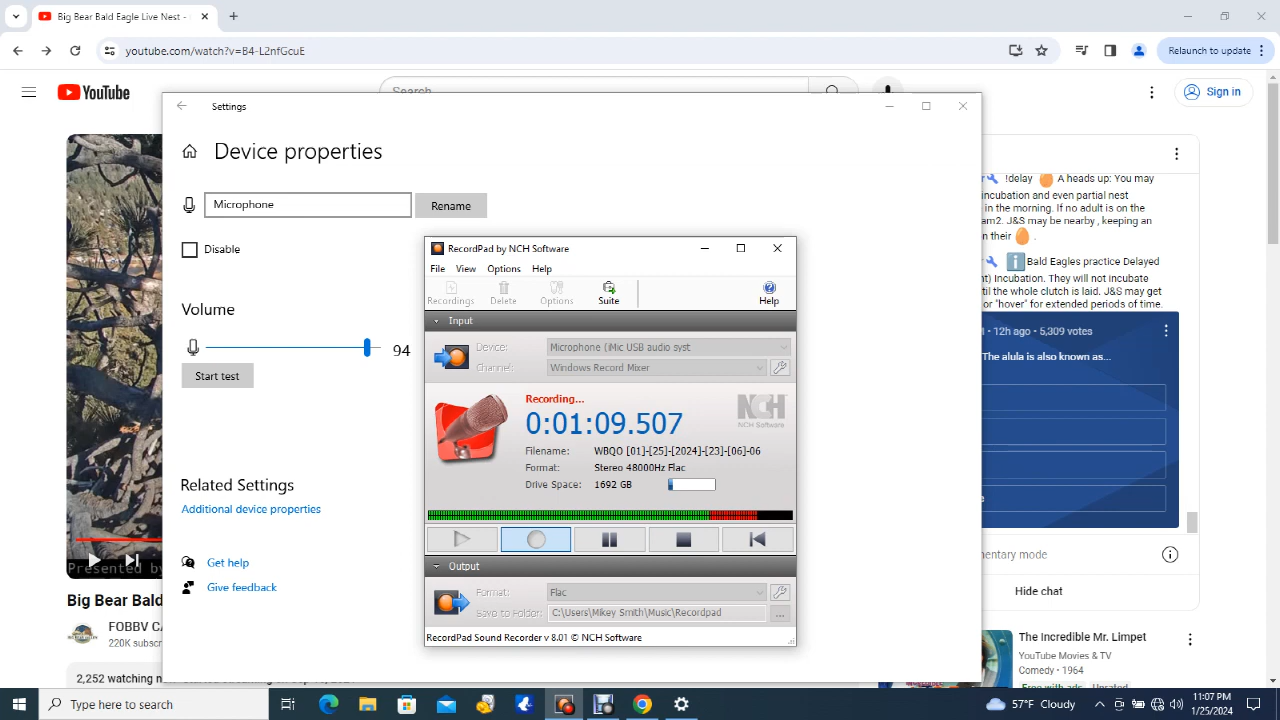 Big Bear Bald Eagle Live Nest -
youtube.com/watch?v=B4-L2nfGcuE
Relaunch to update
YouTube
Search
Sign in
Settings
Device properties
Microphone
Rename
Disable
Volume
94
Start test
Related Settings
Additional device properties
Get help
Give feedback
RecordPad by NCH Software
File View Options Help
Recordings Delete Options Suite Help
Input
Device: Microphone (iMic USB audio syst
Channel: Windows Record Mixer
Recording...
0:01:09.507
NCH
NCH Software
Filename: WBQO [01]-[25]-[2024]-[23]-[06]-06
Format: Stereo 48000Hz Flac
Drive Space: 1692 GB
Output
Format: Flac
Save to Folder: C:\Users\Mikey Smith\Music\Recordpad
...
RecordPad Sound Recorder v 8.01 © NCH Software
!delay A heads up: You may
incubation and even partial nest
in the morning. If no adult is on the
am2. J&S may be nearby , keeping an
n their .
Bald Eagles practice Delayed
nt) Incubation. They will not incubate
til the whole clutch is laid. J&S may get
or "hover" for extended periods of time.
• 12h ago • 5,309 votes
The alula is also known as...
mentary mode
Hide chat
Presented by
Big Bear Bald
FOBBV CA
220K subscr
2,252 watching
The Incredible Mr. Limpet
YouTube Movies & TV
Comedy • 1964
Free with ads Unrated
Type here to search
57°F Cloudy
11:07 PM
1/25/2024